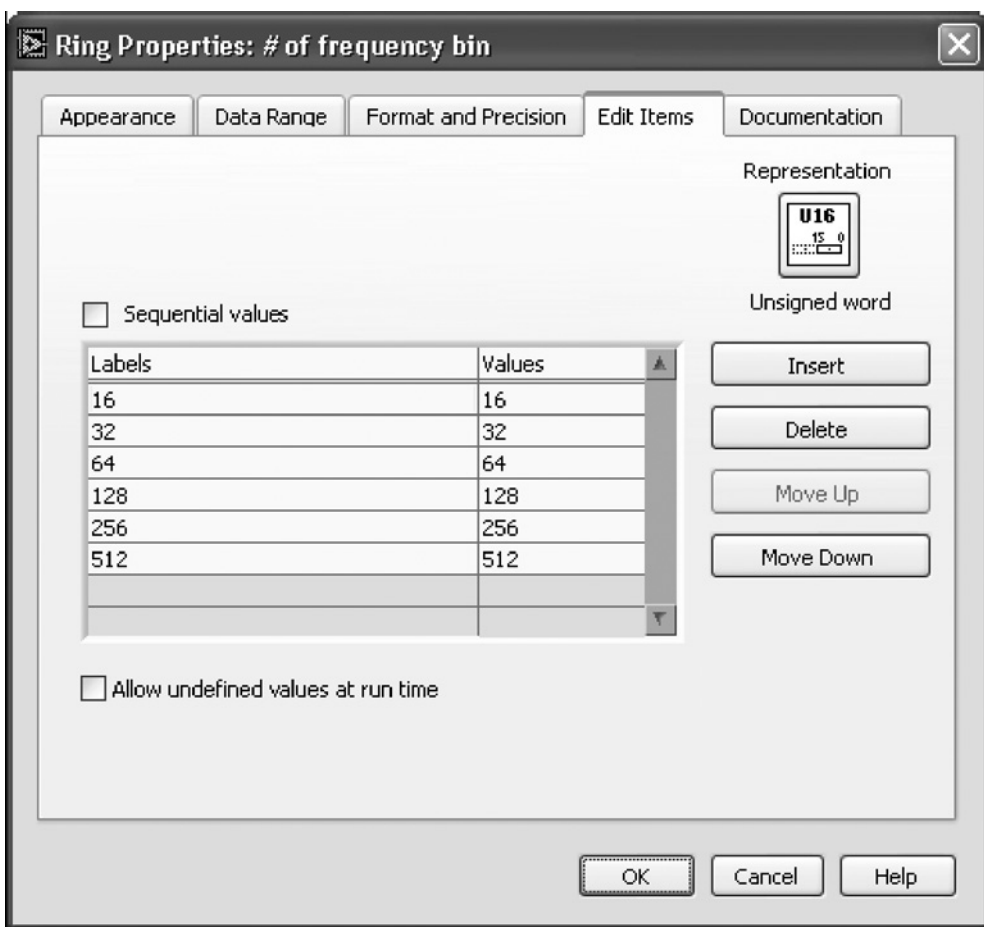 Ring Properties: # of frequency bin
Appearance Data Range Format and Precision Edit Items Documentation
Representation
U16
15 0
Unsigned word
Sequential values
Labels Values
Insert
16 16
32 32
Delete
64 64
128 128
Move Up
256 256
512 512
Move Down
Allow undefined values at run time
OK Cancel Help